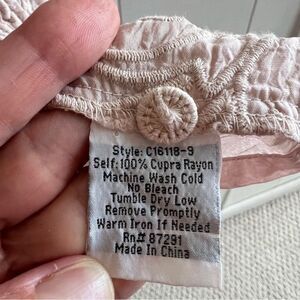 Style: C16118-9
Self: 100% Cupra Rayon
Machine Wash Cold
No Bleach
Tumble Dry Low
Remove Promptly
Warm Iron If Needed
Rn# 87291
Made In China